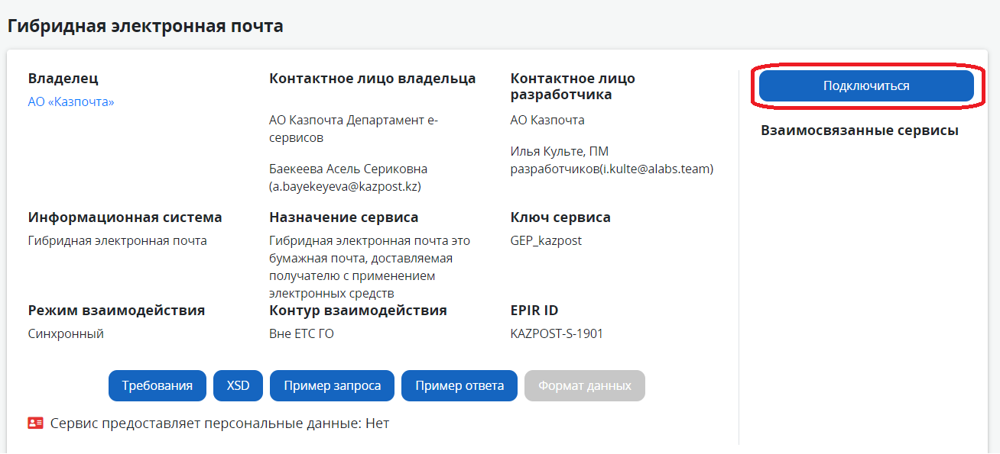 Гибридная электронная почта
Владелец
АО «Казпочта»
Контактное лицо владельца
АО Казпочта Департамент е-
сервисов
Баекеева Асель Сериковна
(a.bayekeyeva@kazpost.kz)
Контактное лицо
разработчика
АО Казпочта
Илья Культе, ПМ
разработчиков(i.kulte@alabs.team)
Подключиться
Взаимосвязанные сервисы
Информационная система
Гибридная электронная почта
Назначение сервиса
Гибридная электронная почта это
бумажная почта, доставляемая
получателю с применением
электронных средств
Ключ сервиса
GEP_kazpost
Режим взаимодействия
Синхронный
Контур взаимодействия
Вне ЕТС ГО
EPIR ID
KAZPOST-S-1901
Требования
XSD
Пример запроса
Пример ответа
Формат данных
Сервис предоставляет персональные данные: Нет